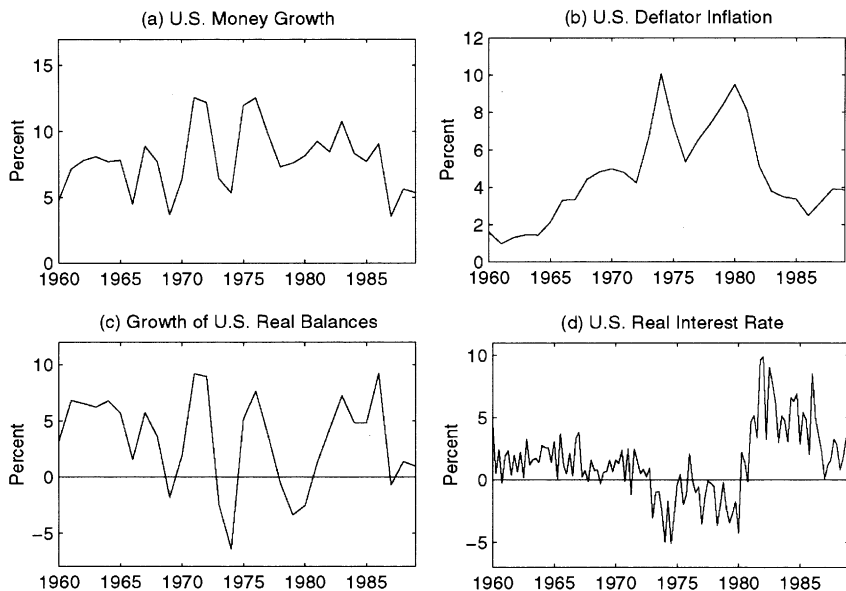 (a) U.S. Money Growth
15
10
5
0
Percent
1960 1965 1970 1975 1980 1985
(b) U.S. Deflator Inflation
12
10
8
6
4
2
0
Percent
1960 1965 1970 1975 1980 1985
(c) Growth of U.S. Real Balances
10
5
0
−5
Percent
1960 1965 1970 1975 1980 1985
(d) U.S. Real Interest Rate
10
5
0
−5
Percent
1960 1965 1970 1975 1980 1985